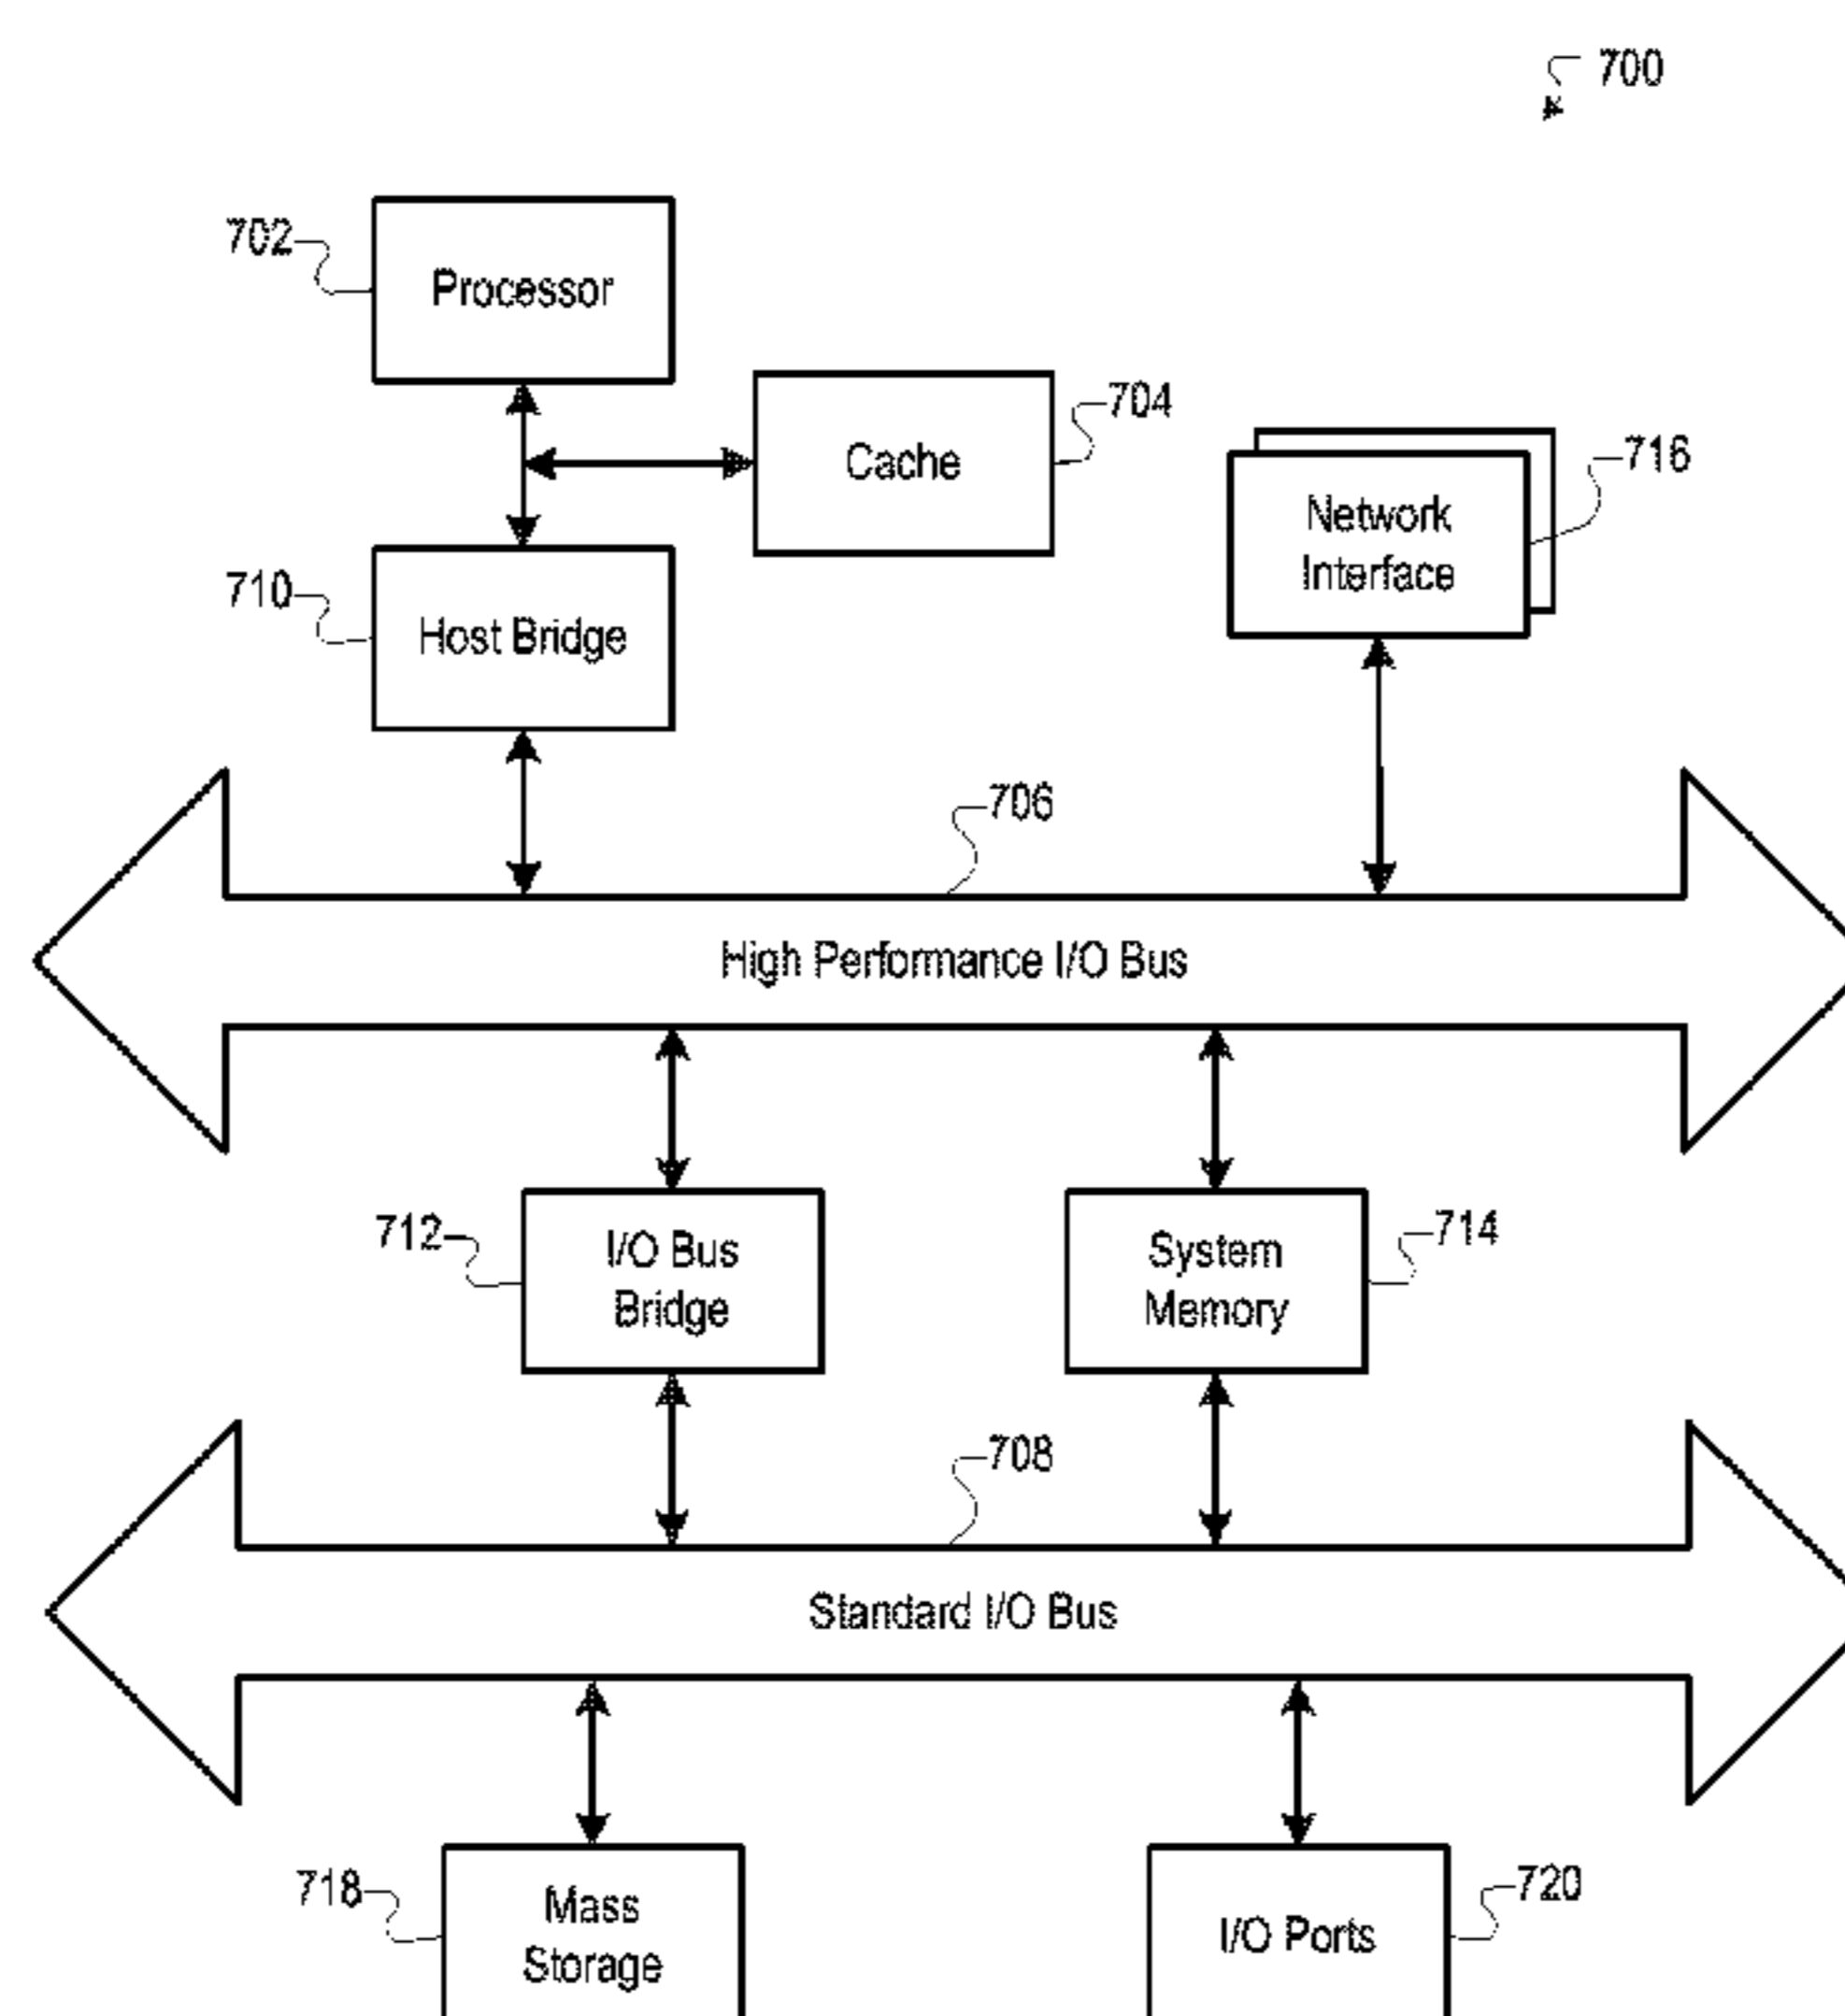 700
702
Processor
704
Cache
716
Network
Interface
710
Host Bridge
706
High Performance I/O Bus
712
I/O Bus
Bridge
714
System
Memory
708
Standard I/O Bus
718
Mass
Storage
720
I/O Ports